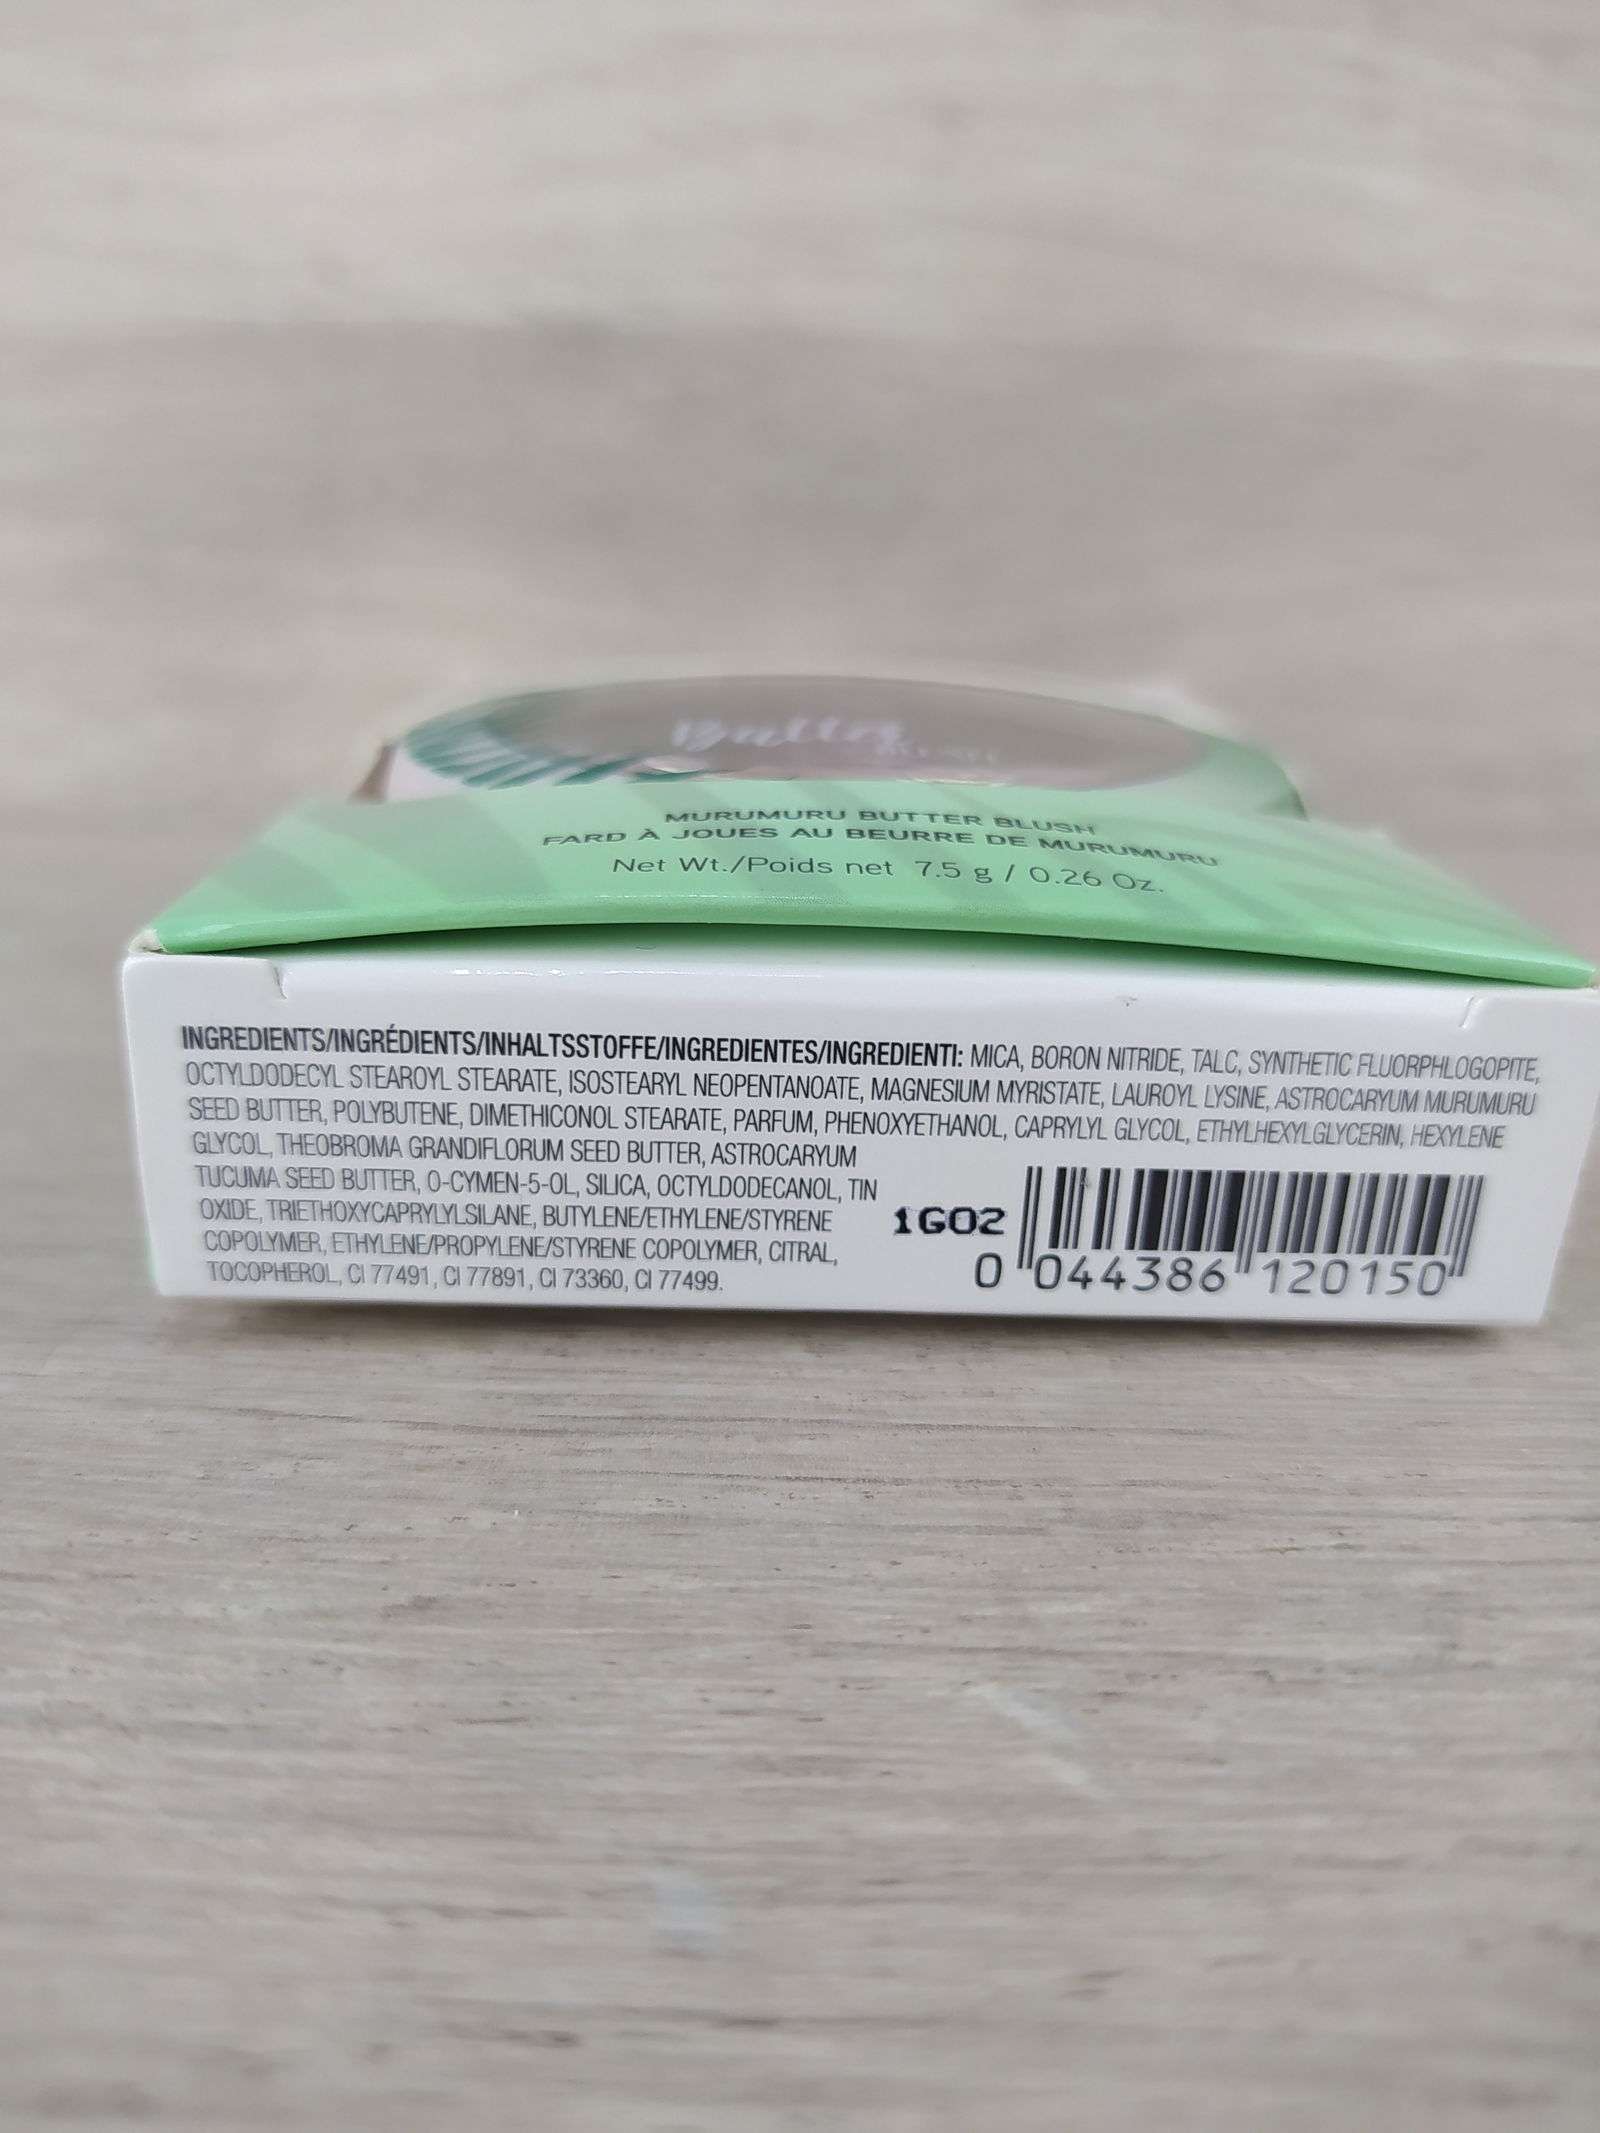 Butter
MURUMURU BUTTER BLUSH
FARD À JOUES AU BEURRE DE MURUMURU
Net Wt./Poids net 7.5 g / 0.26 Oz.
INGREDIENTS/INGRÉDIENTS/INHALTSSTOFFE/INGREDIENTES/INGREDIENTI: MICA, BORON NITRIDE, TALC, SYNTHETIC FLUORPHLOGOPITE,
OCTYLDODECYL STEAROYL STEARATE, ISOSTEARYL NEOPENTANOATE, MAGNESIUM MYRISTATE, LAUROYL LYSINE, ASTROCARYUM MURUMURU
SEED BUTTER, POLYBUTENE, DIMETHICONOL STEARATE, PARFUM, PHENOXYETHANOL, CAPRYLYL GLYCOL, ETHYLHEXYLGLYCERIN, HEXYLENE
GLYCOL, THEOBROMA GRANDIFLORUM SEED BUTTER, ASTROCARYUM
TUCUMA SEED BUTTER, O-CYMEN-5-OL, SILICA, OCTYLDODECANOL, TIN
OXIDE, TRIETHOXYCAPRYLYLSILANE, BUTYLENE/ETHYLENE/STYRENE
COPOLYMER, ETHYLENE/PROPYLENE/STYRENE COPOLYMER, CITRAL,
TOCOPHEROL, CI 77491, CI 77891, CI 73360, CI 77499.
1G02
0 044386 120150